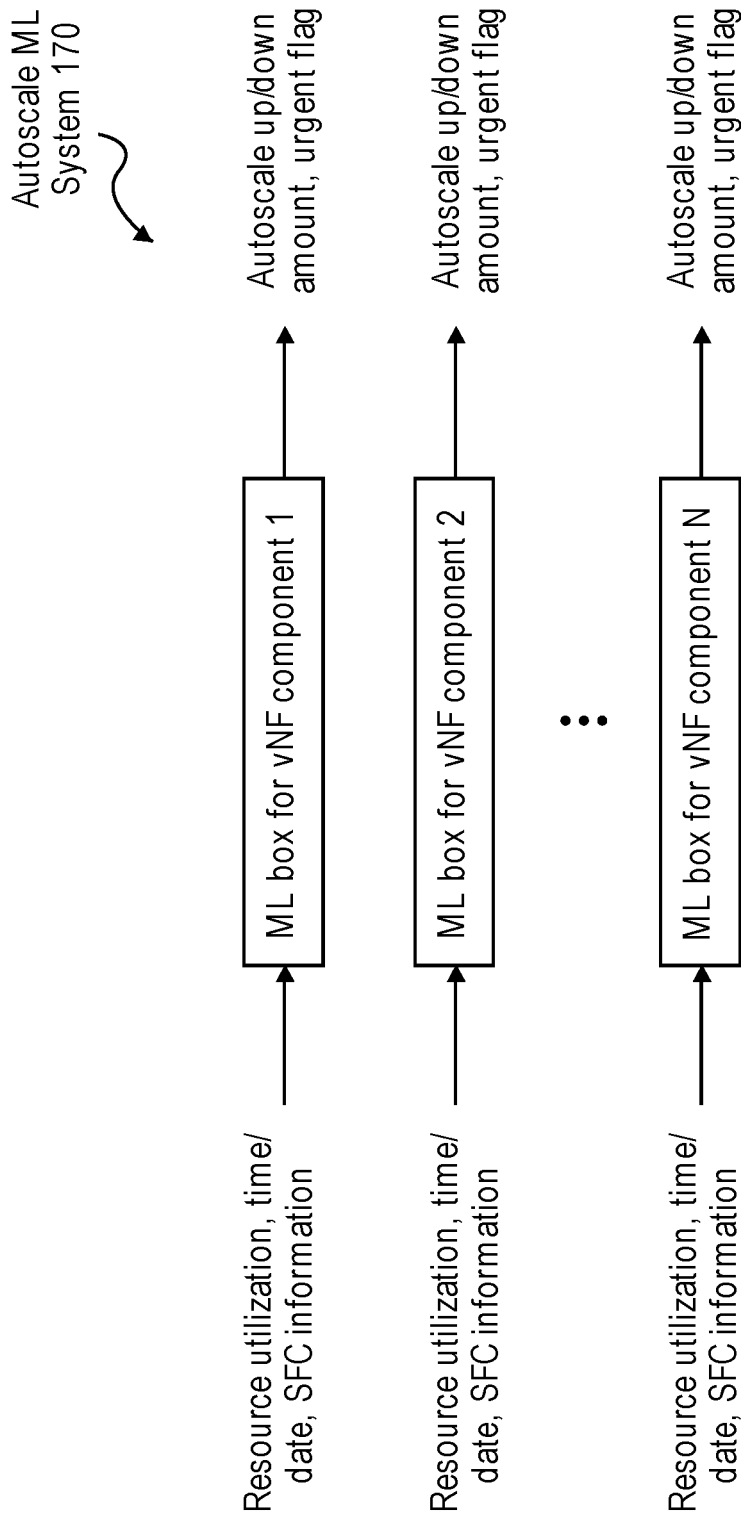 Autoscale ML
System 170
Resource utilization, time/
date, SFC information
ML box for vNF component 1
Autoscale up/down
amount, urgent flag
Resource utilization, time/
date, SFC information
ML box for vNF component 2
Autoscale up/down
amount, urgent flag
Resource utilization, time/
date, SFC information
ML box for vNF component N
Autoscale up/down
amount, urgent flag